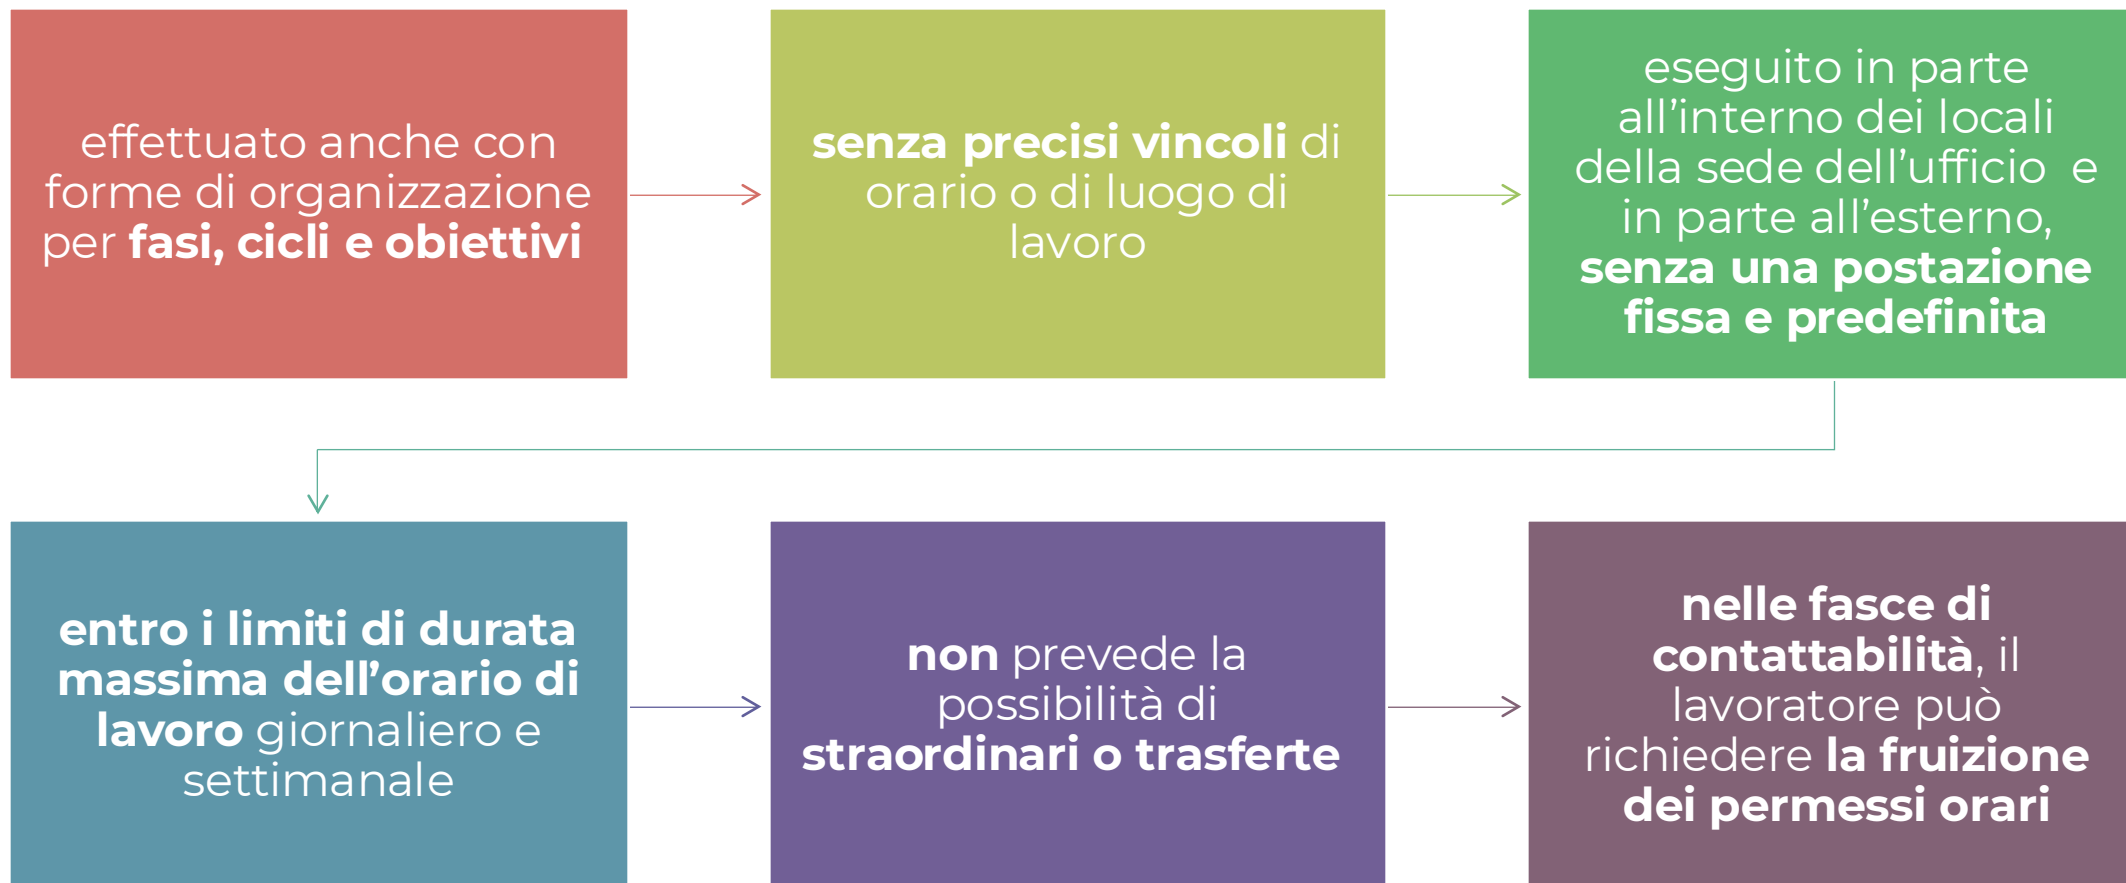 effettuato anche con
forme di organizzazione
per fasi, cicli e obiettivi
senza precisi vincoli di
orario o di luogo di
lavoro
eseguito in parte
all’interno dei locali
della sede dell’ufficio  e
in parte all’esterno,
senza una postazione
fissa e predefinita
entro i limiti di durata
massima dell’orario di
lavoro giornaliero e
settimanale
non prevede la
possibilità di
straordinari o trasferte
nelle fasce di
contattabilità, il
lavoratore può
richiedere la fruizione
dei permessi orari